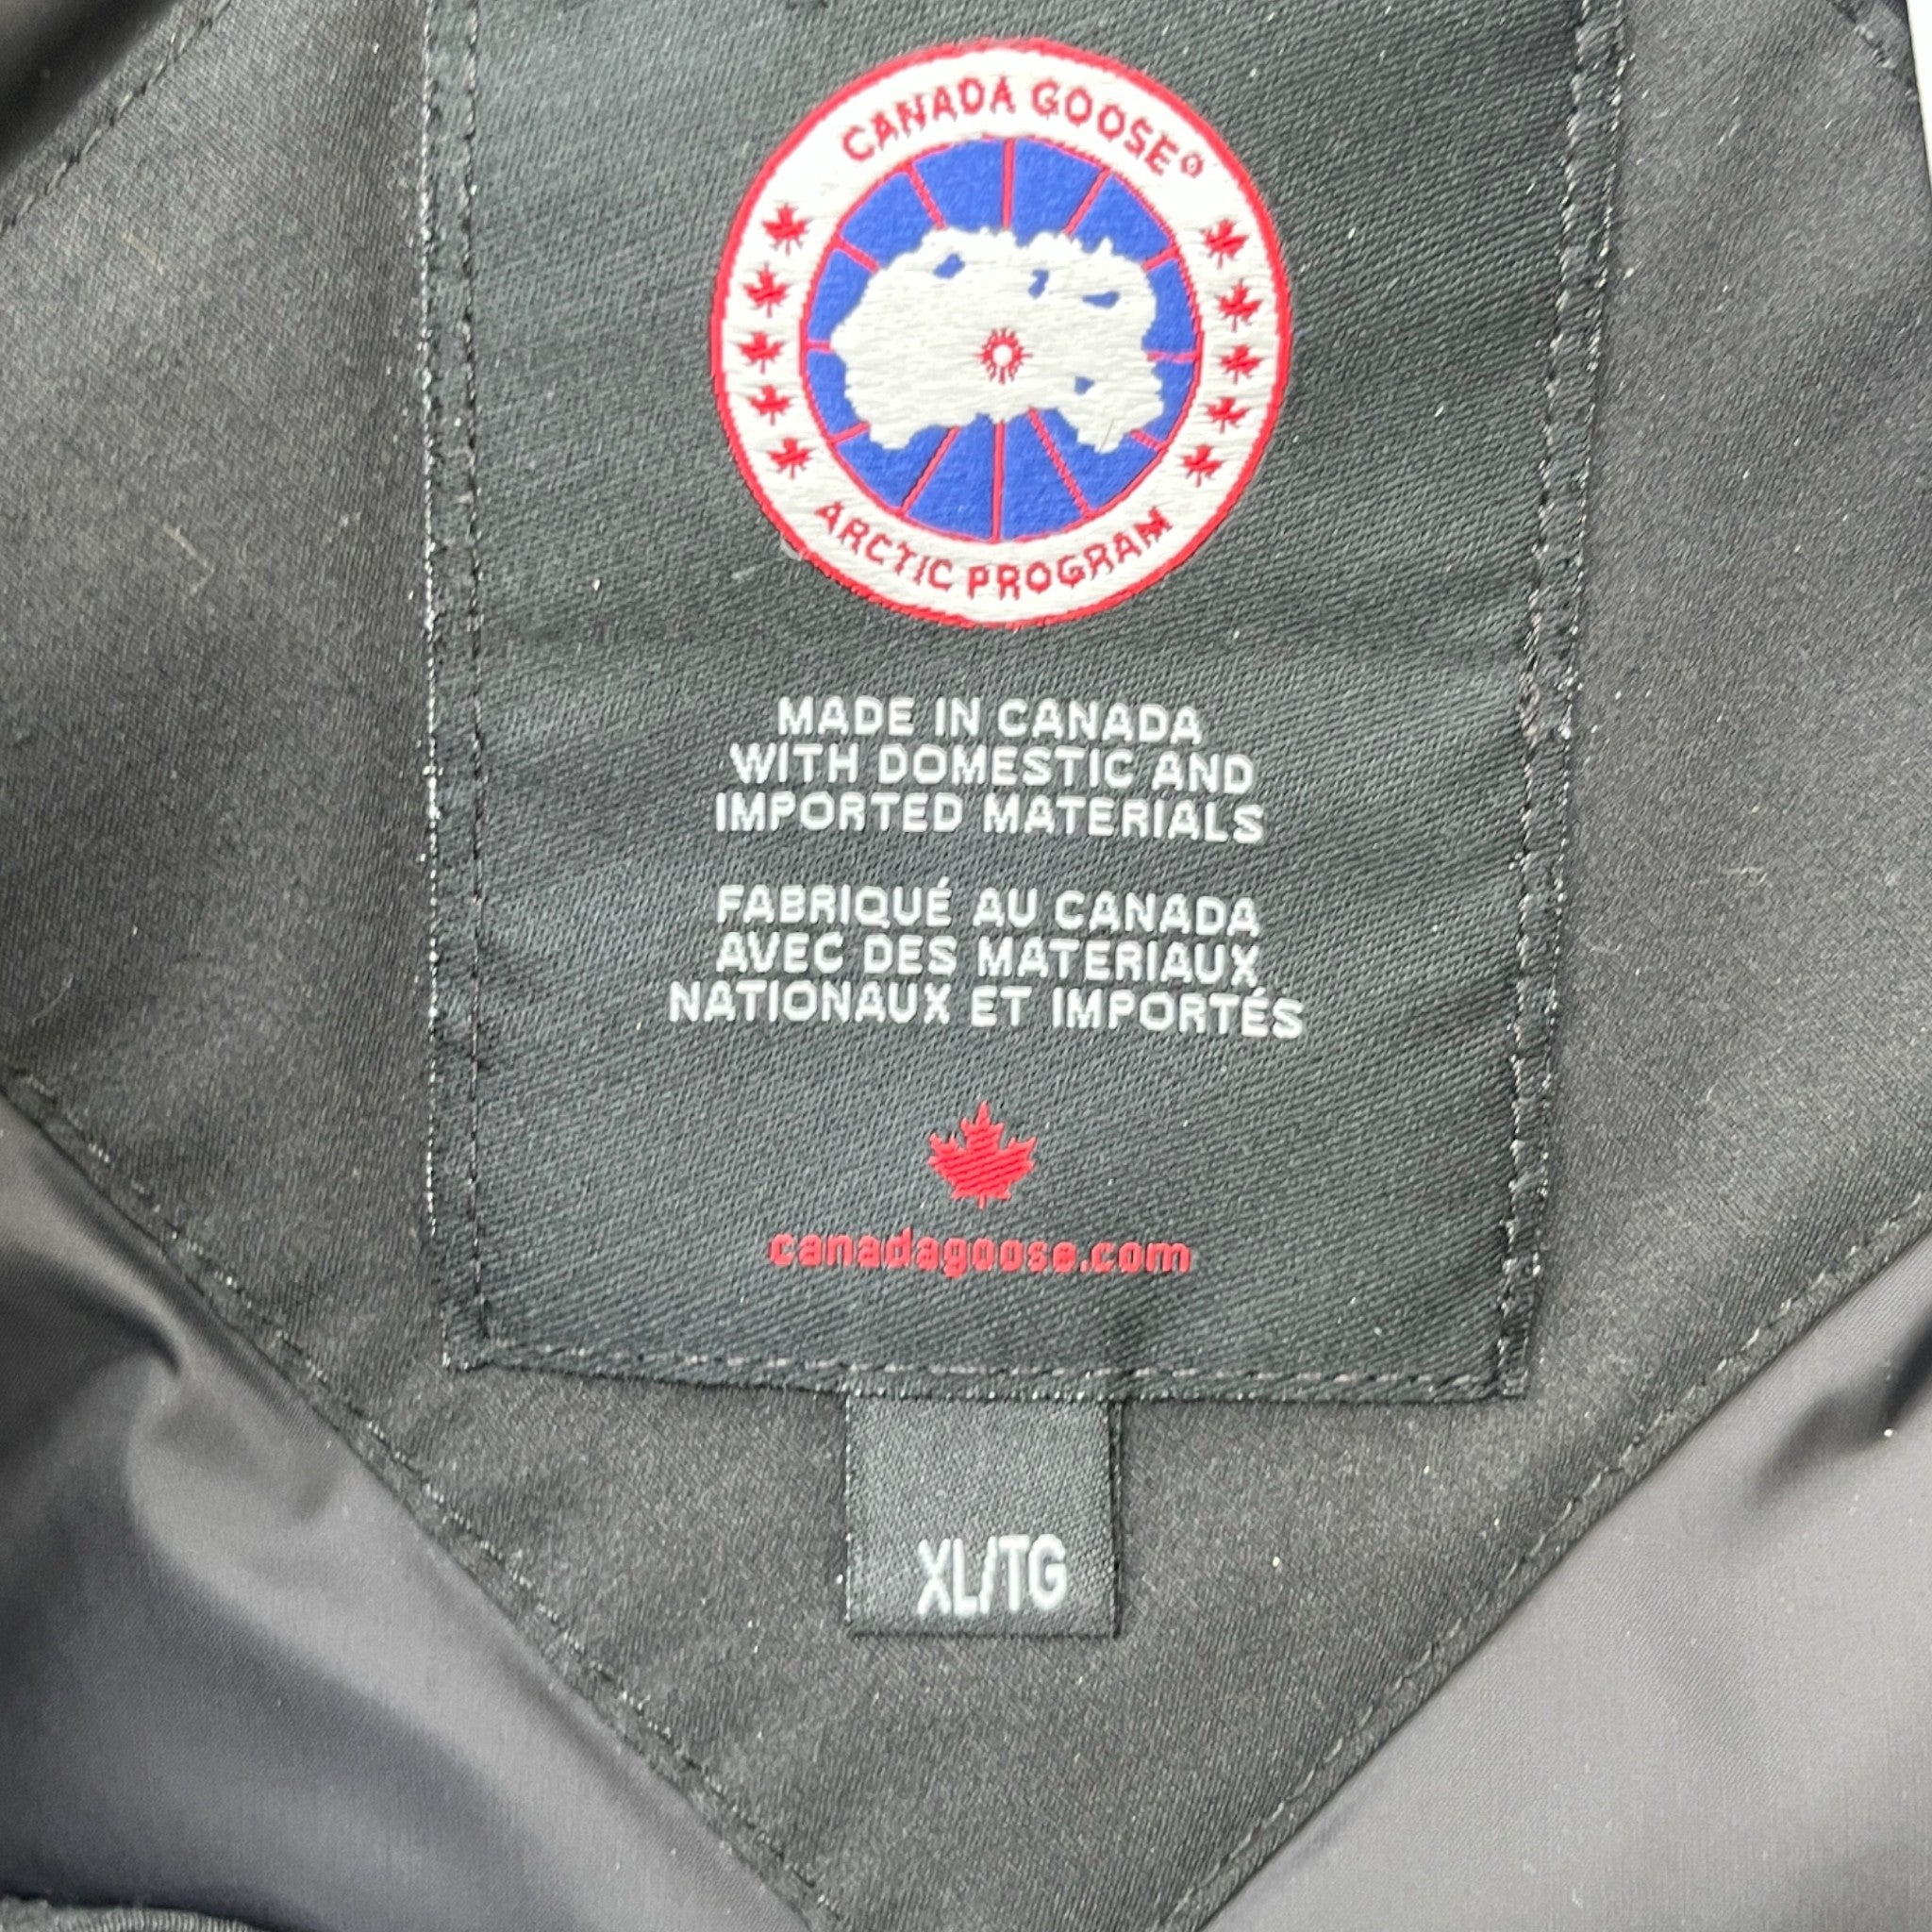 CANADA GOOSE®
ARCTIC PROGRAM
MADE IN CANADA
WITH DOMESTIC AND
IMPORTED MATERIALS
FABRIQUÉ AU CANADA
AVEC DES MATERIAUX
NATIONAUX ET IMPORTÉS
canadagoose.com
XL/TG